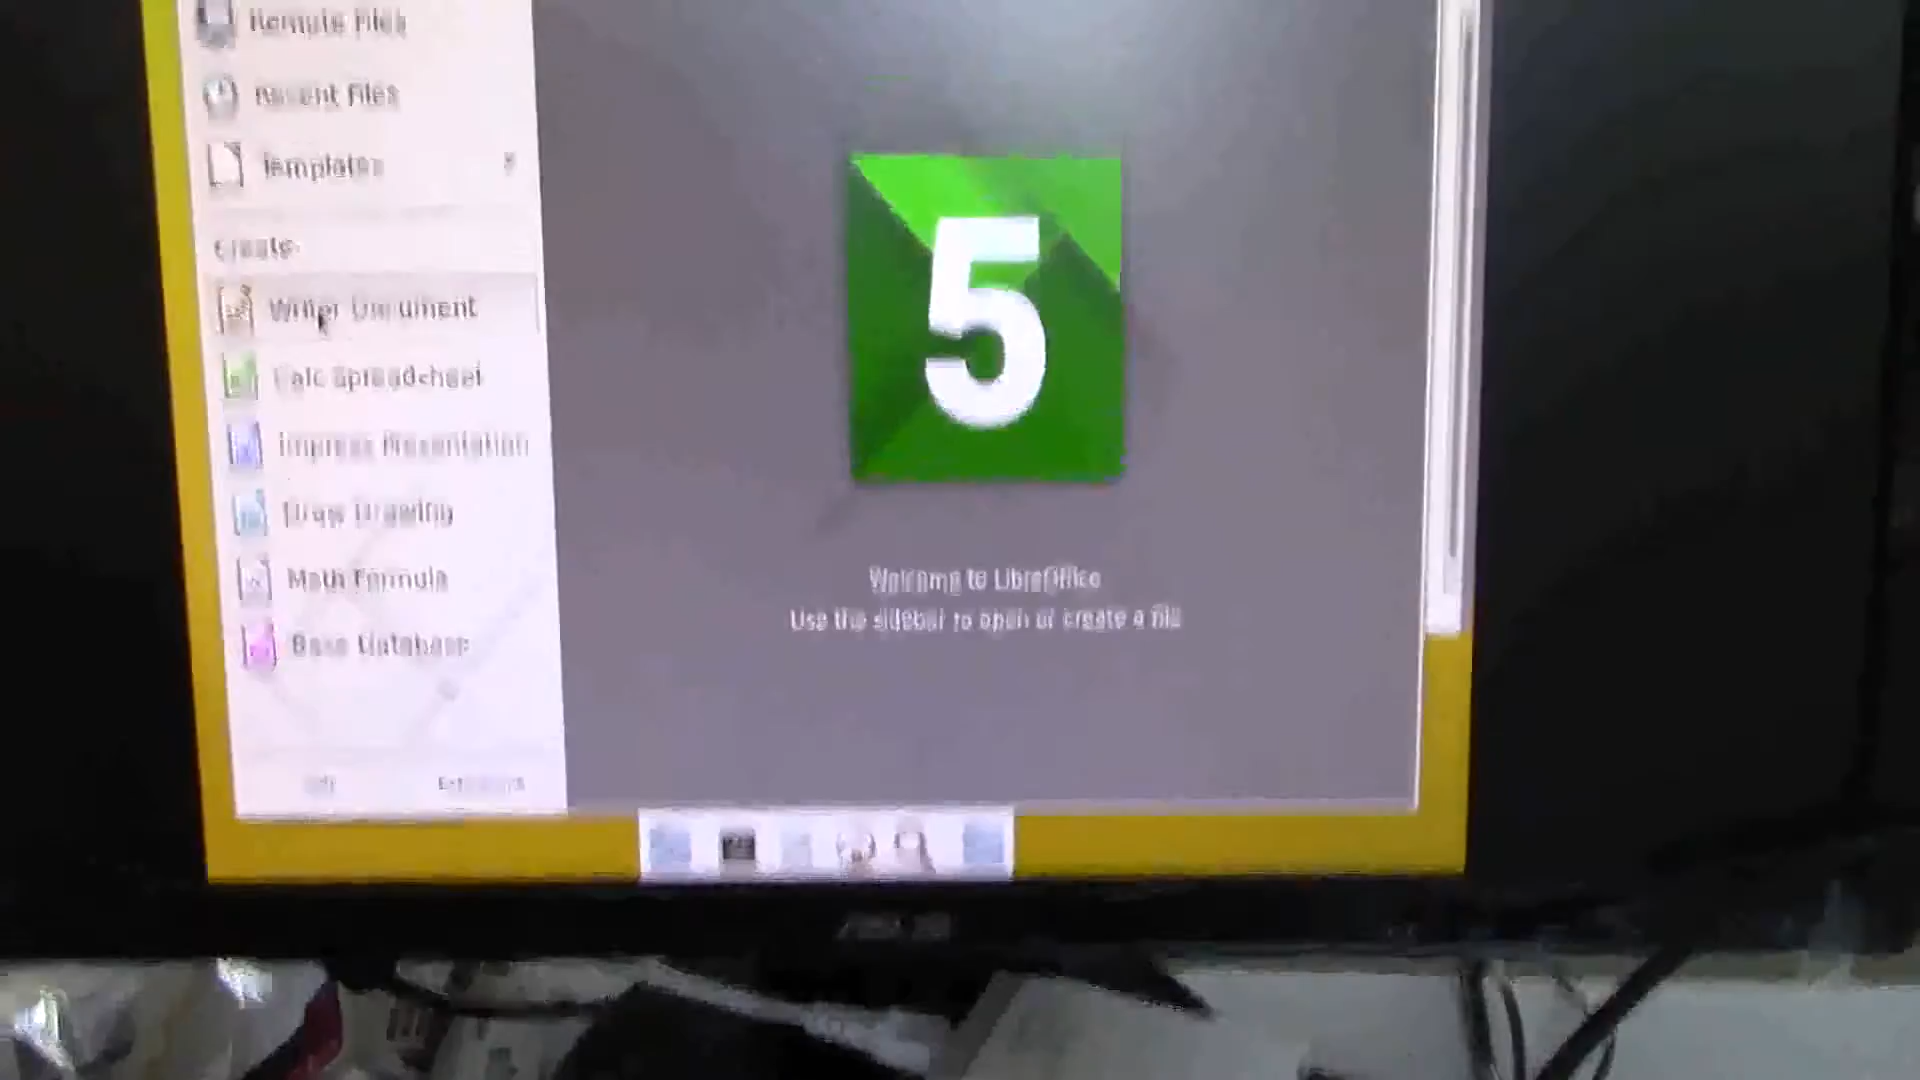 Remote Files
Recent Files
Templates
Create:
Writer Document
Calc Spreadsheet
Impress Presentation
Draw Drawing
Math Formula
Base Database
Extensions
5
Welcome to LibreOffice
Use the sidebar to open or create a file